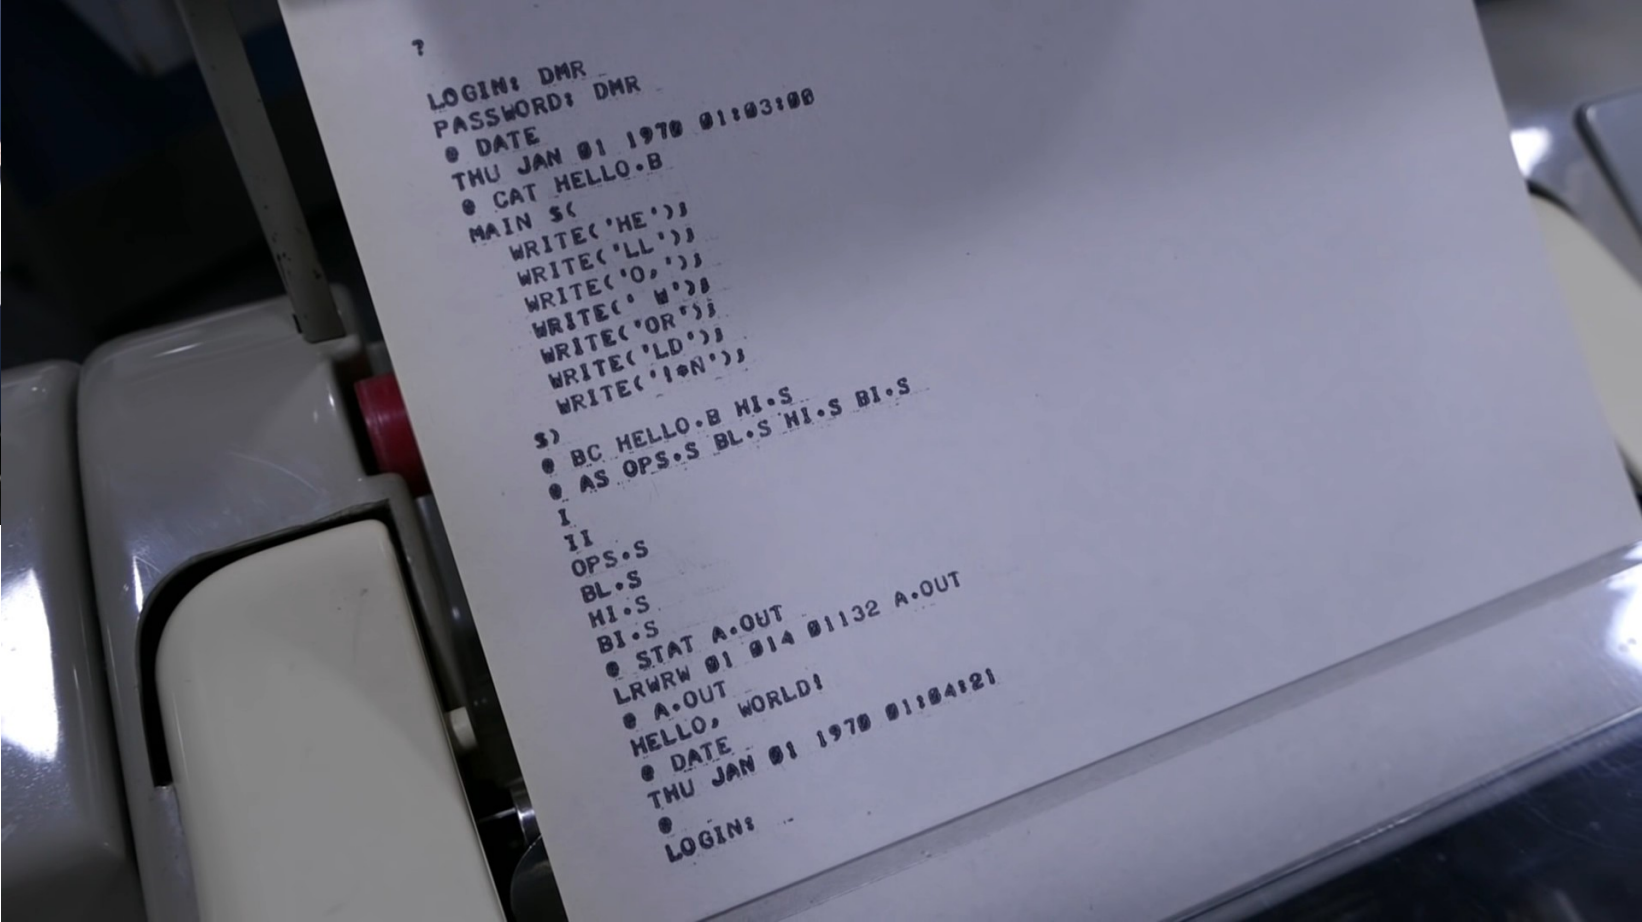 ?
LOGIN: DMR
PASSWORD: DMR
@ DATE
THU JAN 01 1970 01:03:00
@ CAT HELLO.B
MAIN $(
WRITE('HE');
WRITE('LL');
WRITE('O,');
WRITE(' W');
WRITE('OR');
WRITE('LD');
WRITE('!*N');
$)
@ BC HELLO.B HI.S
@ AS OPS.S BL.S HI.S BI.S
I
II
OPS.S
BL.S
HI.S
BI.S
@ STAT A.OUT
LRWRW 01 014 01132 A.OUT
@ A.OUT
HELLO, WORLD!
@ DATE
THU JAN 01 1970 01:04:21
@
LOGIN: